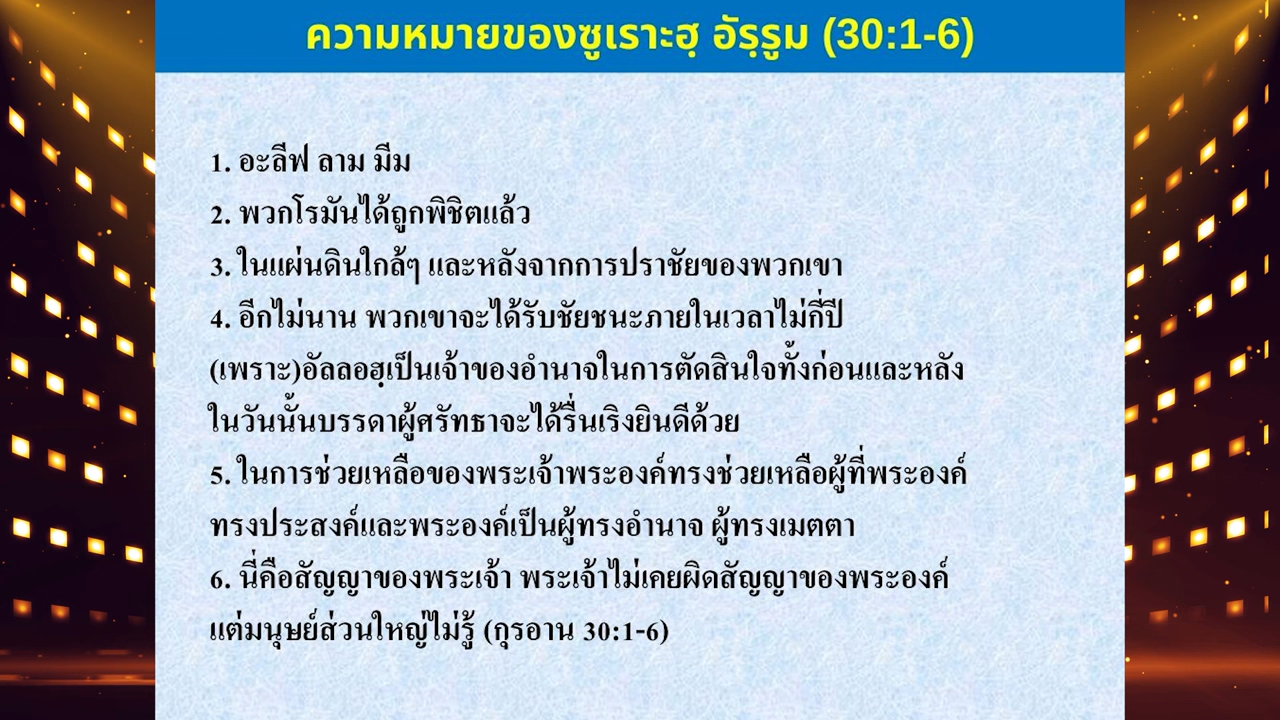 ความหมายของซูเราะฮฺ อัรฺรูม (30:1-6)
1. อะลีฟ ลาม มีม
2. พวกโรมันได้ถูกพิชิตแล้ว
3. ในแผ่นดินใกล้ๆ และหลังจากการปราชัยของพวกเขา
4. อีกไม่นาน พวกเขาจะได้รับชัยชนะภายในเวลาไม่กี่ปี
(เพราะ)อัลลอฮฺเป็นเจ้าของอำนาจในการตัดสินใจทั้งก่อนและหลัง
ในวันนั้นบรรดาผู้ศรัทธาจะได้รื่นเริงยินดีด้วย
5. ในการช่วยเหลือของพระเจ้าพระองค์ทรงช่วยเหลือผู้ที่พระองค์
ทรงประสงค์และพระองค์เป็นผู้ทรงอำนาจ ผู้ทรงเมตตา
6. นี่คือสัญญาของพระเจ้า พระเจ้าไม่เคยผิดสัญญาของพระองค์
แต่มนุษย์ส่วนใหญ่ไม่รู้ (กุรอาน 30:1-6)